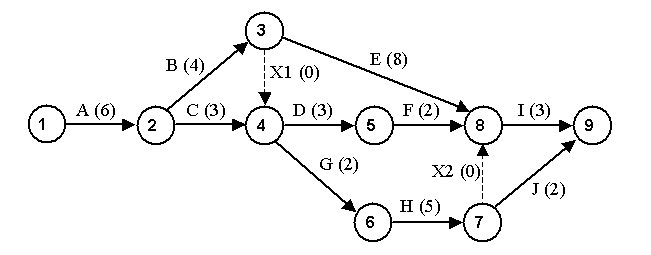 3
B (4)
E (8)
X1 (0)
1
A (6)
2
C (3)
4
D (3)
5
F (2)
8
I (3)
9
G (2)
X2 (0)
J (2)
6
H (5)
7